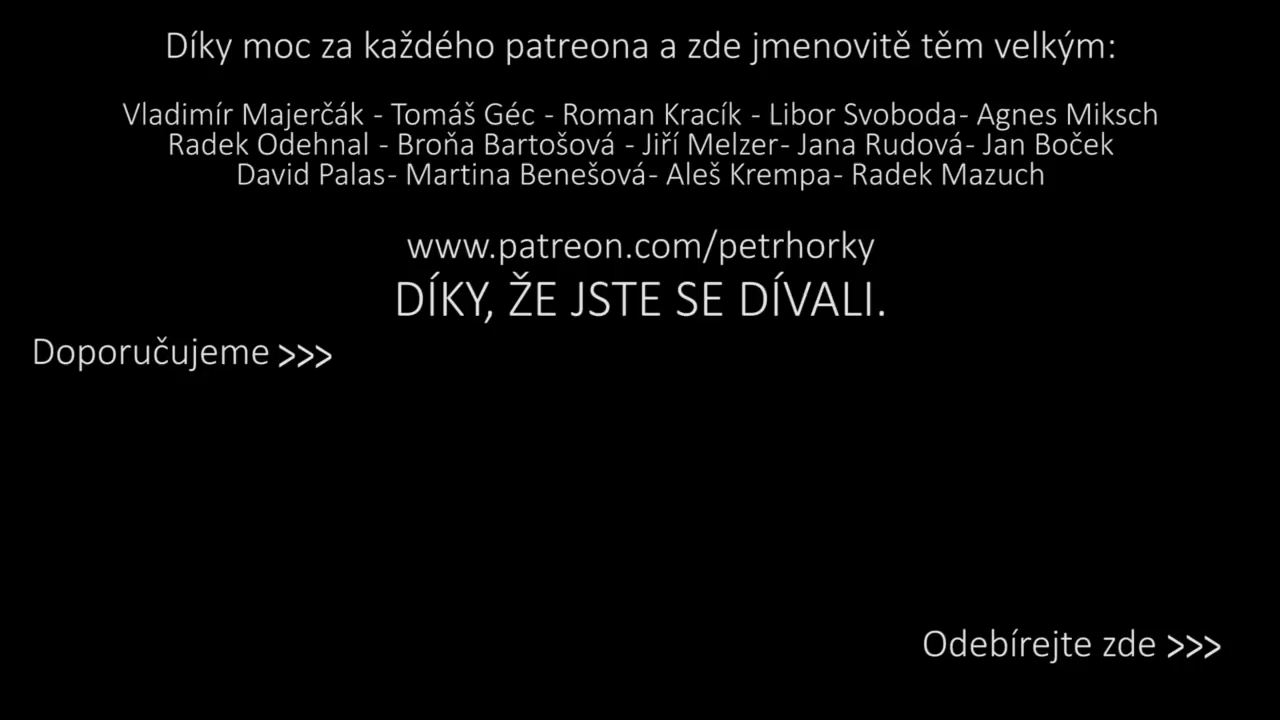 Díky moc za každého patreona a zde jmenovitě těm velkým:
Vladimír Majerčák - Tomáš Géc - Roman Kracík - Libor Svoboda- Agnes Miksch
Radek Odehnal - Broňa Bartošová - Jiří Melzer- Jana Rudová- Jan Boček
David Palas- Martina Benešová- Aleš Krempa- Radek Mazuch
www.patreon.com/petrhorky
DÍKY, ŽE JSTE SE DÍVALI.
Doporučujeme >>>
Odebírejte zde >>>